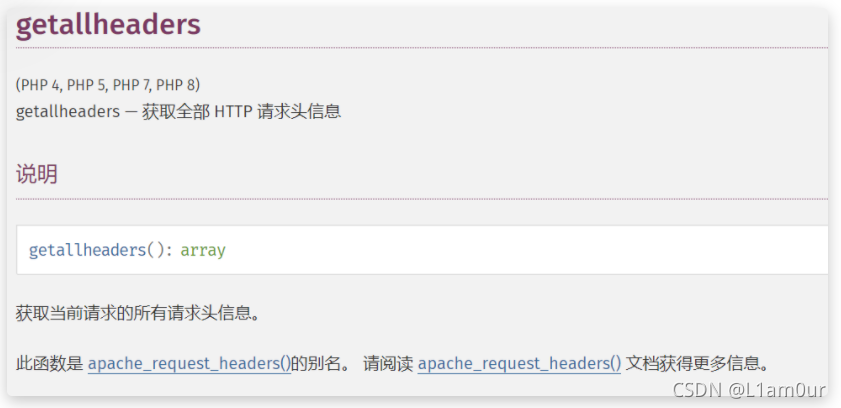 getallheaders
(PHP 4, PHP 5, PHP 7, PHP 8)
getallheaders — 获取全部 HTTP 请求头信息
说明
getallheaders(): array
获取当前请求的所有请求头信息。
此函数是 apache_request_headers()的别名。 请阅读 apache_request_headers() 文档获得更多信息。
CSDN @L1am0ur